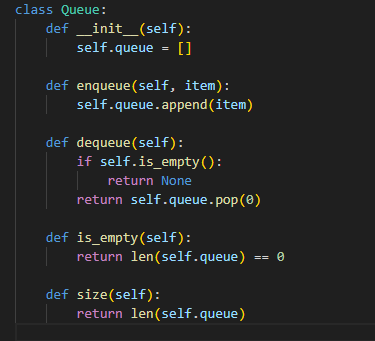 class Queue:
    def __init__(self):
        self.queue = []
    def enqueue(self, item):
        self.queue.append(item)
    def dequeue(self):
        if self.is_empty():
            return None
        return self.queue.pop(0)
    def is_empty(self):
        return len(self.queue) == 0
    def size(self):
        return len(self.queue)